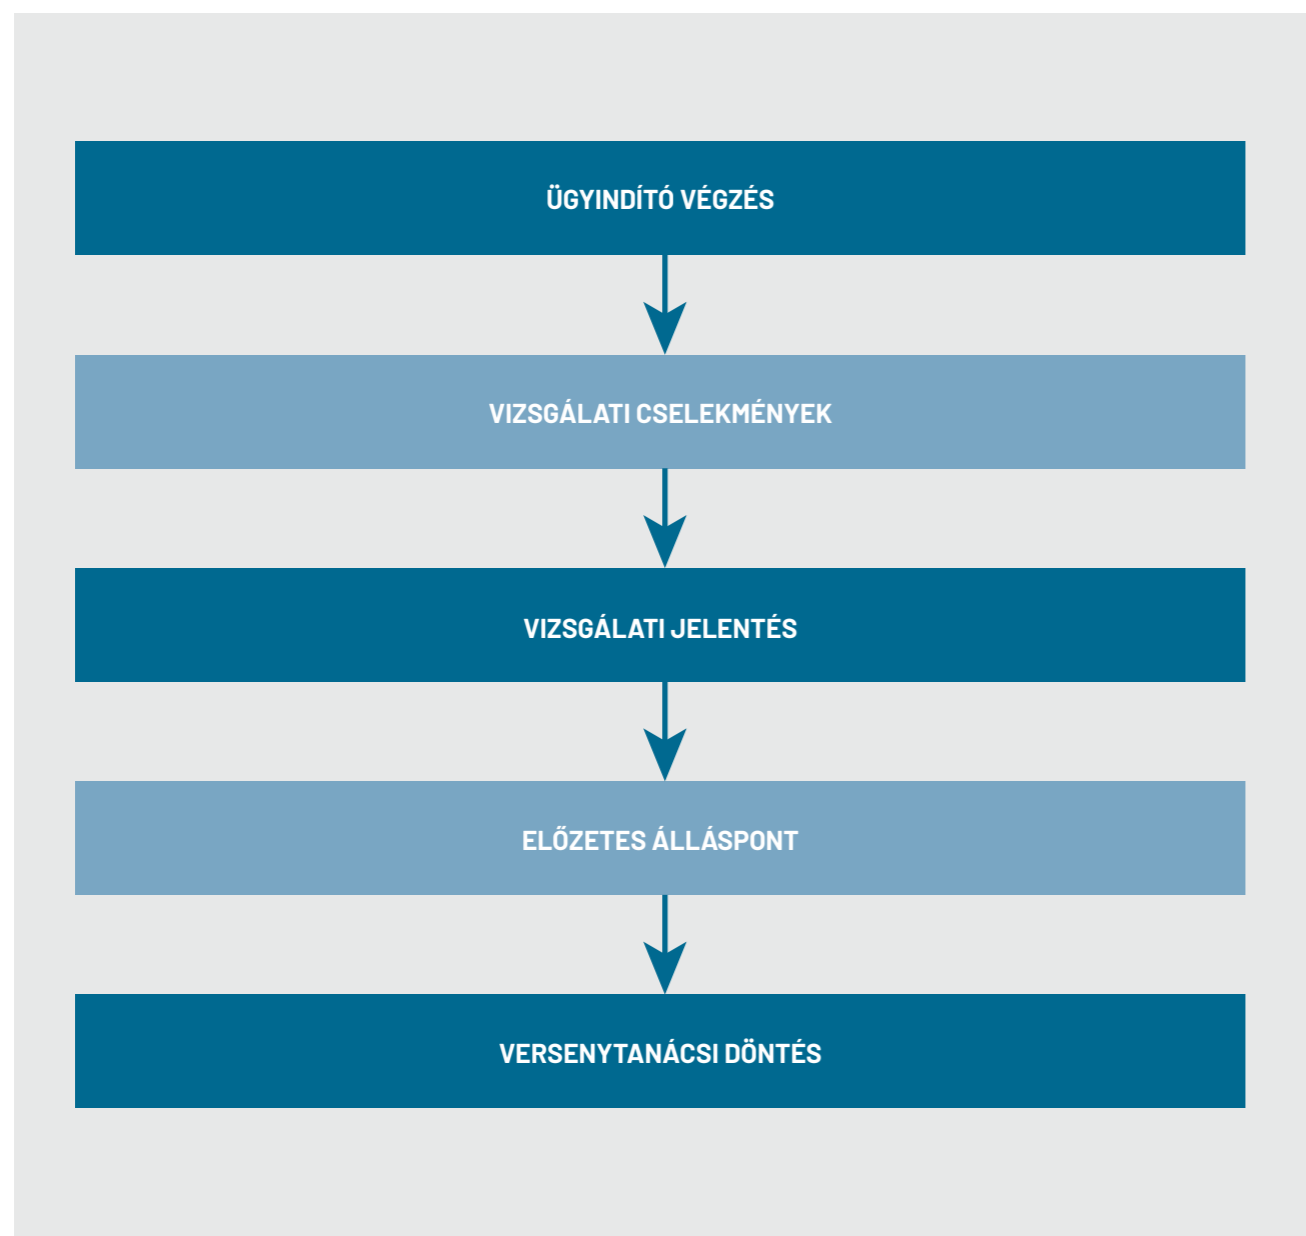 ÜGYINDÍTÓ VÉGZÉS
VIZSGÁLATI CSELEKMÉNYEK
VIZSGÁLATI JELENTÉS
ELŐZETES ÁLLÁSPONT
VERSENYTANÁCSI DÖNTÉS